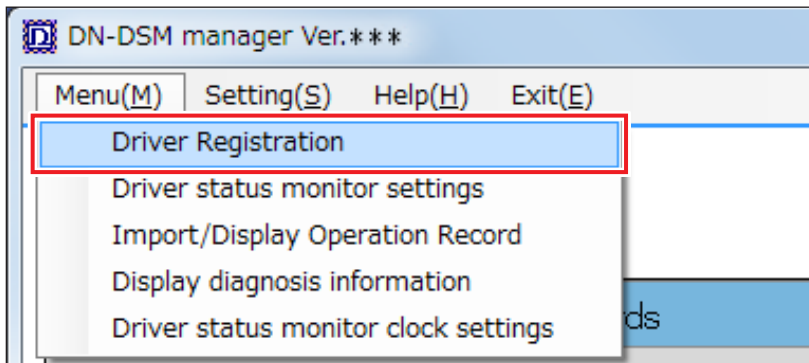 DN-DSM manager Ver.***
Menu(M) Setting(S) Help(H) Exit(E)
Driver Registration
Driver status monitor settings
Import/Display Operation Record
Display diagnosis information
ds
Driver status monitor clock settings